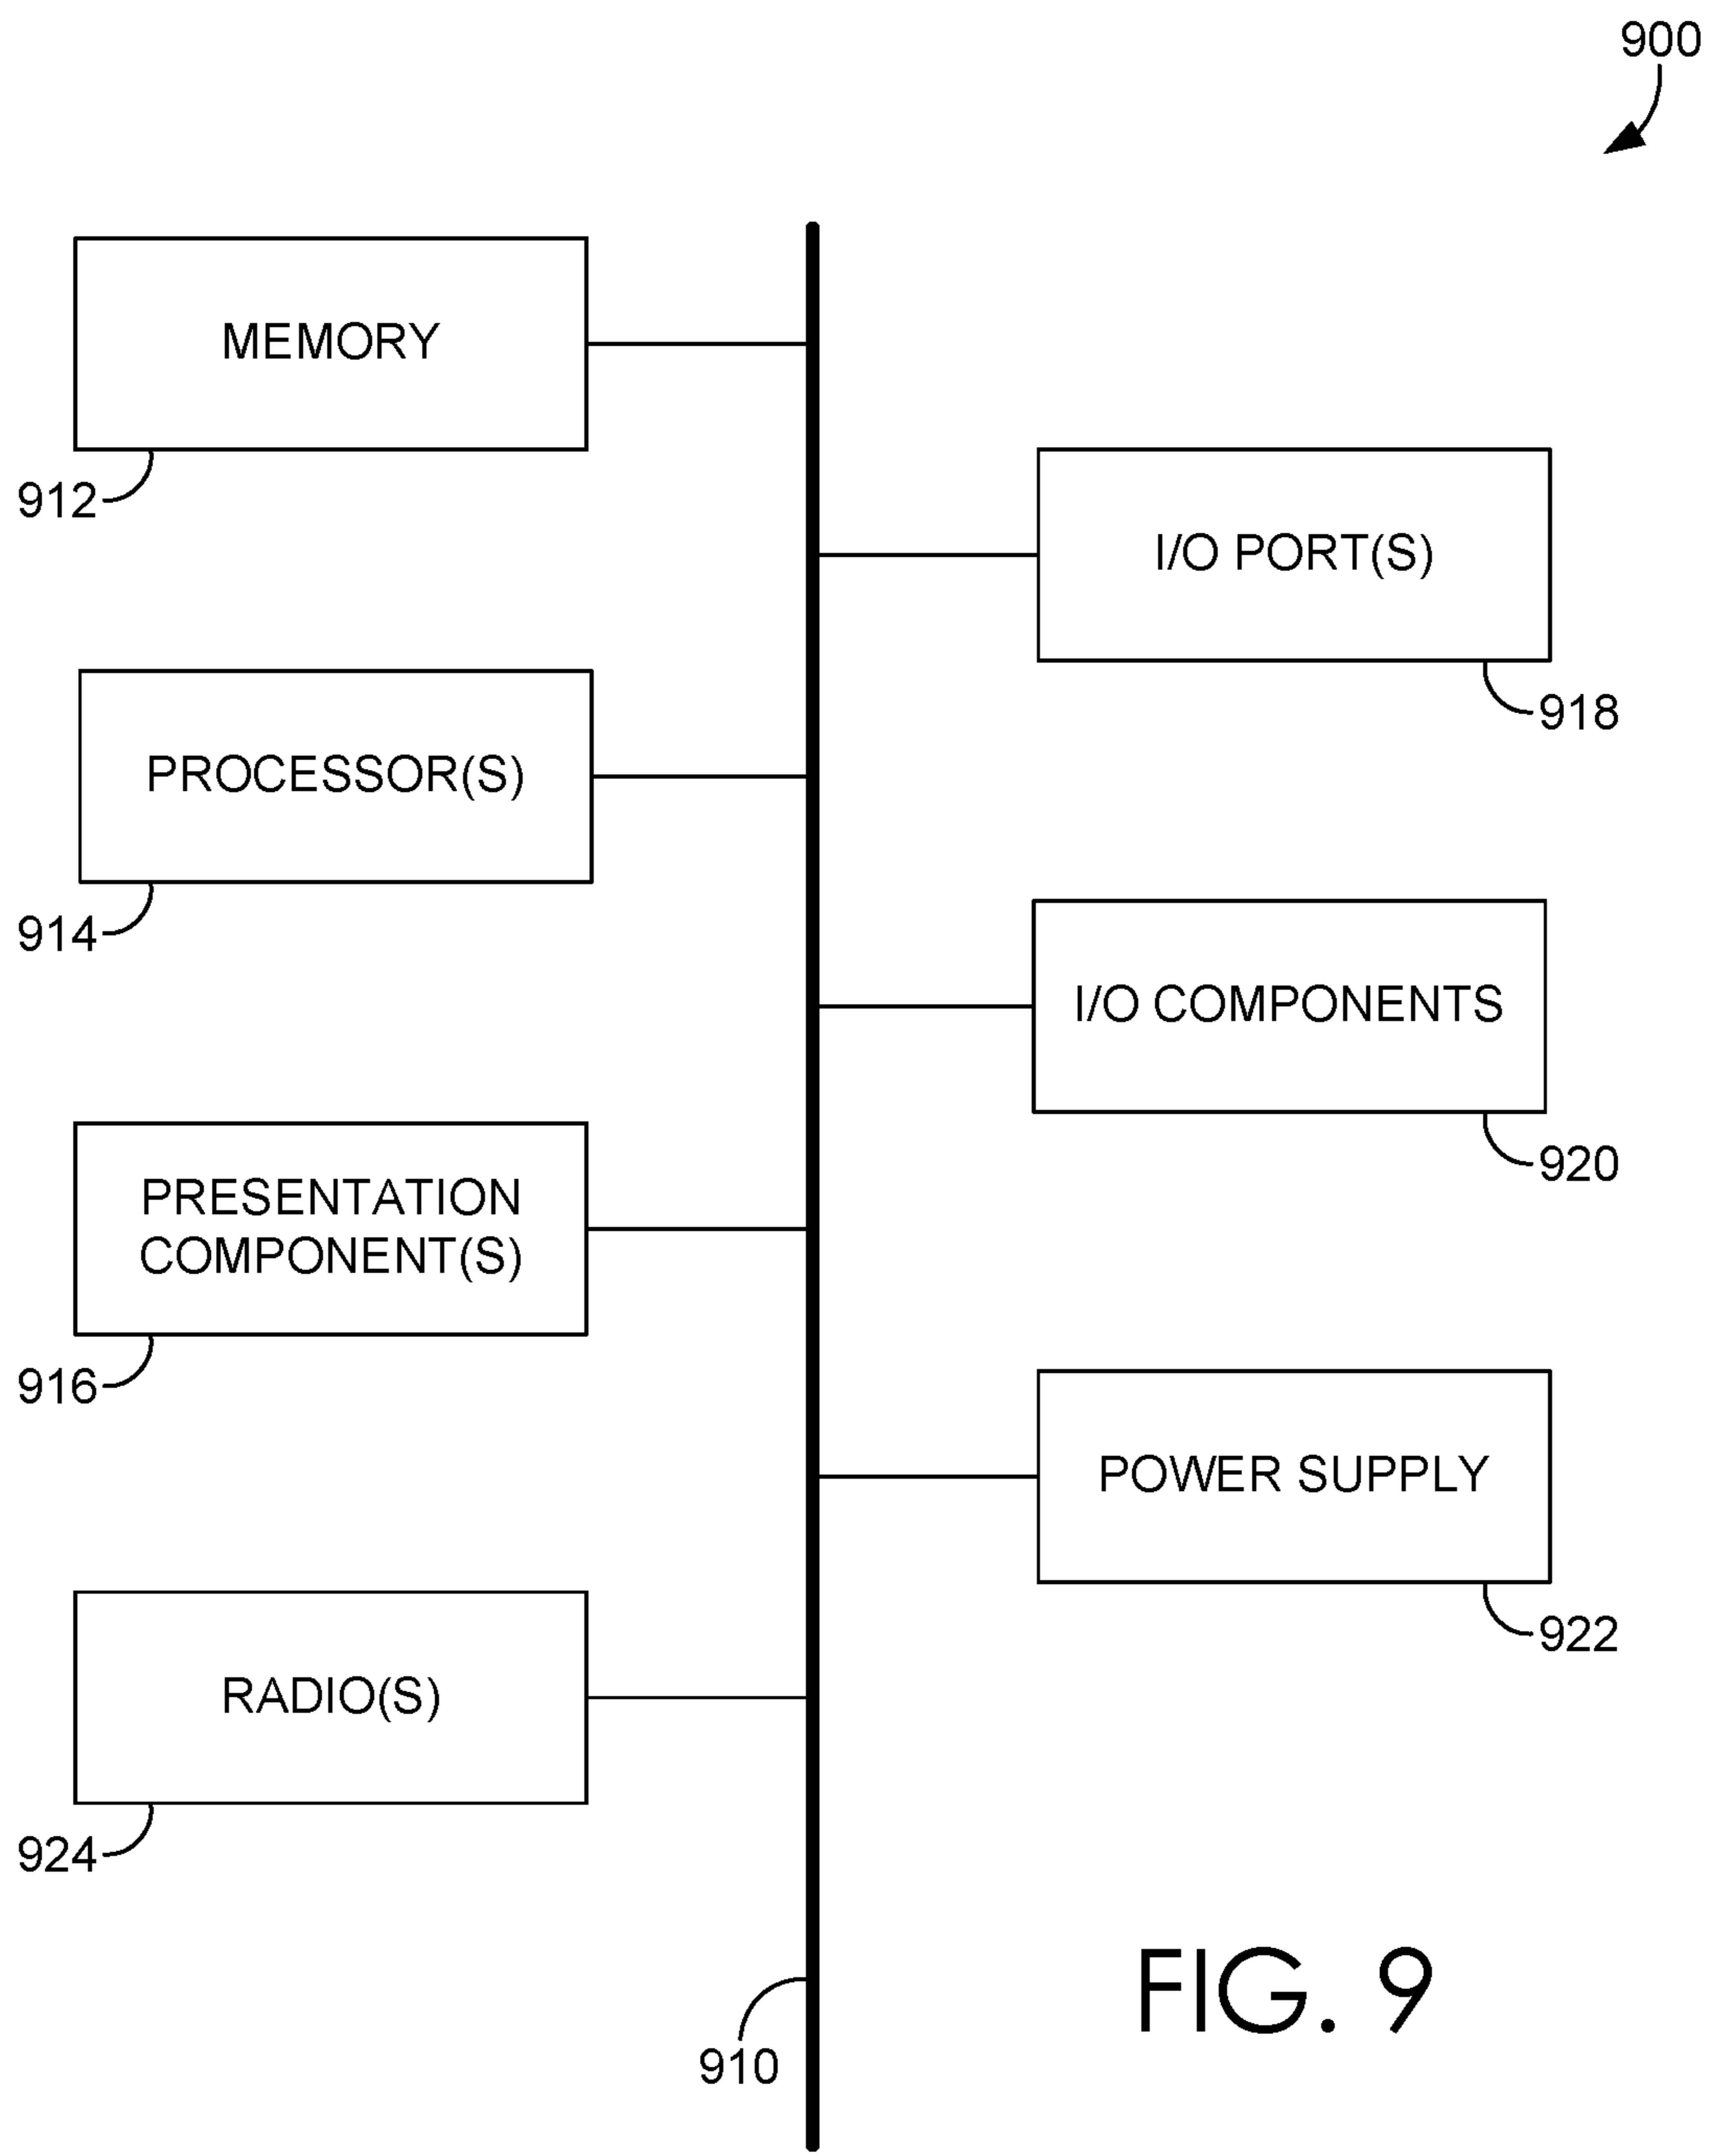 900
MEMORY
912
I/O PORT(S)
918
PROCESSOR(S)
914
I/O COMPONENTS
920
PRESENTATION
COMPONENT(S)
916
POWER SUPPLY
922
RADIO(S)
924
910
FIG. 9